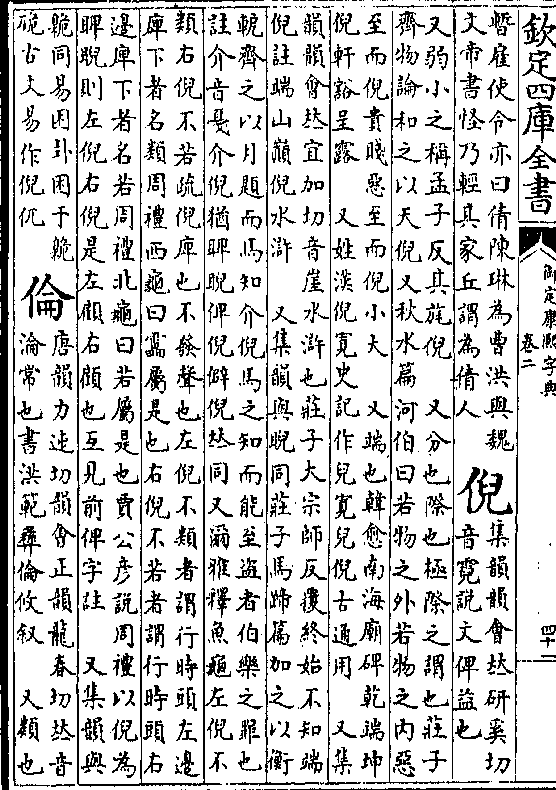 欽定四庫全書
御定康熙字典
卷二
四十二
暫雇使令亦曰倩陳琳為曹洪與魏
文帝書怪乃輕其家丘謂為倩人
倪
集韻韻會𠀤研奚切
音霓說文俾益也
又弱小之稱孟子反其旄倪 又分也際也極際之謂也莊子
齊物論和之以天倪又秋水篇河伯曰若物之外若物之内惡
至而倪貴賤惡至而倪小大 又端也韓愈南海廟碑乾端坤
倪軒豁呈露 又姓漢倪寛史記作兒寛兒倪古通用 又集
韻韻會𠀤宜加切音崖水滸也莊子大宗師反覆終始不知端
倪註端山巔倪水滸 又集韻與睨同莊子馬蹄篇加之以衡
軶齊之以月題而馬知介倪馬之知而能至盜者伯樂之罪也
註介音戛介倪猶睥睨俾倪僻倪𠀤同又爾雅釋魚龜左倪不
類右倪不若疏倪庳也不發聲也左倪不類者謂行時頭左邊
庳下者名類周禮西龜曰靁屬是也右倪不若者謂行時頭右
邊庳下者名若周禮北龜曰若屬是也賈公彥說周禮以倪為
睥睨則左倪右倪是左顧右顧也互見前俾字註 又集韻與
臲同易困卦困于臲
卼古文易作倪㐳
倫
唐韻力迍切韻會正韻龍春切𠀤音
淪常也書洪範彝倫攸叙 又類也